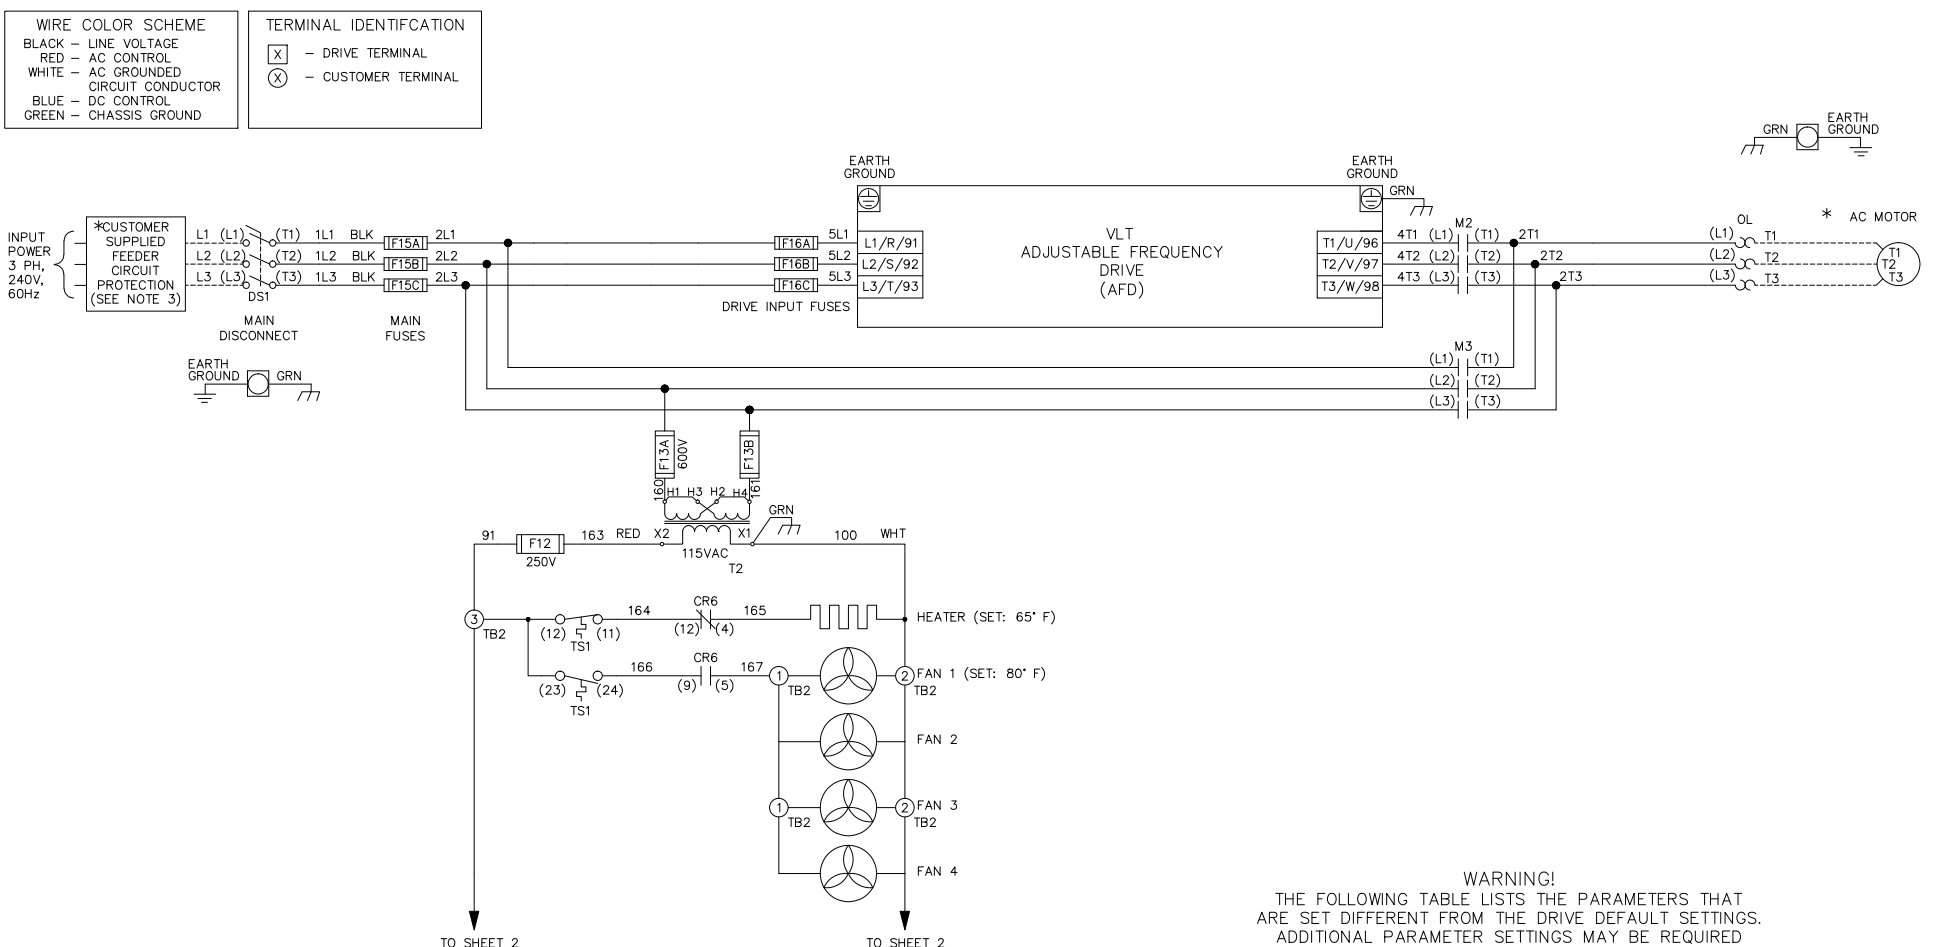 WIRE COLOR SCHEME
BLACK – LINE VOLTAGE
RED – AC CONTROL
WHITE – AC GROUNDED
CIRCUIT CONDUCTOR
BLUE – DC CONTROL
GREEN – CHASSIS GROUND
TERMINAL IDENTIFCATION
X – DRIVE TERMINAL
X – CUSTOMER TERMINAL
GRN
EARTH
GROUND
EARTH
GROUND
EARTH
GROUND
GRN
INPUT
POWER
3 PH,
240V,
60Hz
*CUSTOMER
SUPPLIED
FEEDER
CIRCUIT
PROTECTION
(SEE NOTE 3)
L1 (L1) (T1) 1L1 BLK F15A 2L1
L2 (L2) (T2) 1L2 BLK F15B 2L2
L3 (L3) (T3) 1L3 BLK F15C 2L3
DS1
MAIN
DISCONNECT
MAIN
FUSES
F16A 5L1 L1/R/91
F16B 5L2 L2/S/92
F16C 5L3 L3/T/93
DRIVE INPUT FUSES
VLT
ADJUSTABLE FREQUENCY
DRIVE
(AFD)
M2
T1/U/96 4T1 (L1) (T1) 2T1
T2/V/97 4T2 (L2) (T2) 2T2
T3/W/98 4T3 (L3) (T3) 2T3
OL
* AC MOTOR
(L1) T1
(L2) T2
(L3) T3
T1
T2
T3
M3
(L1) (T1)
(L2) (T2)
(L3) (T3)
EARTH
GROUND
GRN
F13A
600V
F13B
160
H1 H3 H2 H4
161
GRN
91 F12 163 RED X2 X1 100 WHT
250V
115VAC
T2
3
TB2
(12) (11)
TS1
164
CR6
(12) (4)
165
HEATER (SET: 65° F)
(23) (24)
TS1
166
CR6
(9) (5)
167
1
TB2
2
TB2
FAN 1 (SET: 80° F)
FAN 2
1
TB2
2
TB2
FAN 3
FAN 4
TO SHEET 2
TO SHEET 2
WARNING!
THE FOLLOWING TABLE LISTS THE PARAMETERS THAT
ARE SET DIFFERENT FROM THE DRIVE DEFAULT SETTINGS.
ADDITIONAL PARAMETER SETTINGS MAY BE REQUIRED